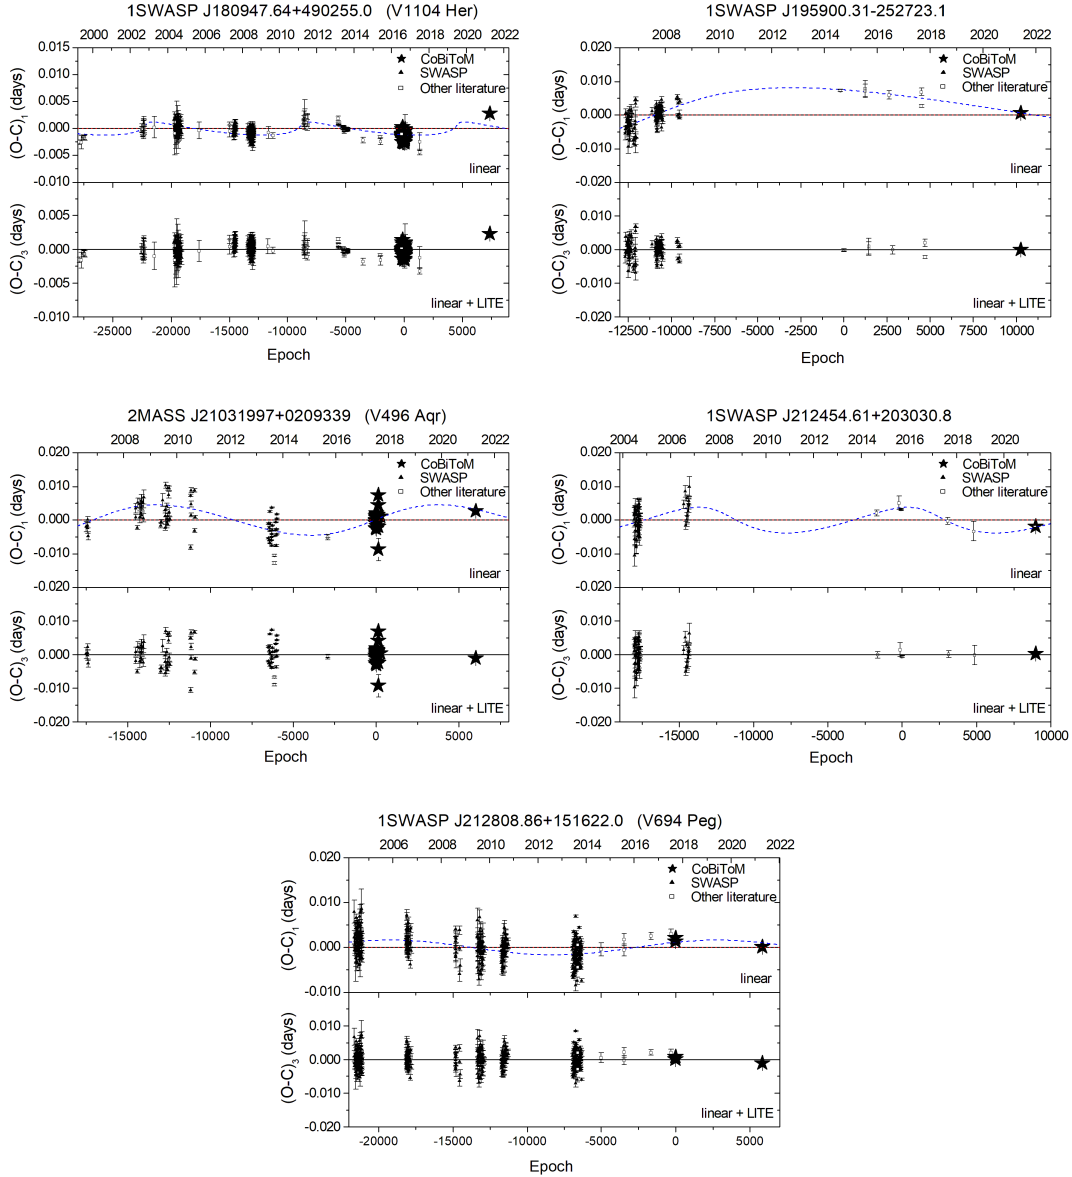 1SWASP J180947.64+490255.0 (V1104 Her)
2000 2002 2004 2006 2008 2010 2012 2014 2016 2018 2020 2022
0.015
0.010
0.005
0.000
-0.005
-0.010
(O-C)1 (days)
CoBiToM
SWASP
Other literature
linear
0.005
0.000
-0.005
-0.010
(O-C)3 (days)
linear + LITE
-25000 -20000 -15000 -10000 -5000 0 5000
Epoch
1SWASP J195900.31-252723.1
2008 2010 2012 2014 2016 2018 2020 2022
0.020
0.010
0.000
-0.010
-0.020
(O-C)1 (days)
CoBiToM
SWASP
Other literature
linear
0.010
0.000
-0.010
-0.020
(O-C)3 (days)
linear + LITE
-12500 -10000 -7500 -5000 -2500 0 2500 5000 7500 10000
Epoch
2MASS J21031997+0209339 (V496 Aqr)
2008 2010 2012 2014 2016 2018 2020 2022
0.020
0.010
0.000
-0.010
-0.020
(O-C)1 (days)
CoBiToM
SWASP
Other literature
linear
0.010
0.000
-0.010
-0.020
(O-C)3 (days)
linear + LITE
-15000 -10000 -5000 0 5000
Epoch
1SWASP J212454.61+203030.8
2004 2006 2008 2010 2012 2014 2016 2018 2020
0.020
0.010
0.000
-0.010
-0.020
(O-C)1 (days)
CoBiToM
SWASP
Other literature
linear
0.010
0.000
-0.010
-0.020
(O-C)3 (days)
linear + LITE
-15000 -10000 -5000 0 5000 10000
Epoch
1SWASP J212808.86+151622.0 (V694 Peg)
2006 2008 2010 2012 2014 2016 2018 2020 2022
0.020
0.010
0.000
-0.010
(O-C)1 (days)
CoBiToM
SWASP
Other literature
linear
0.010
0.000
-0.010
-0.020
(O-C)3 (days)
linear + LITE
-20000 -15000 -10000 -5000 0 5000
Epoch